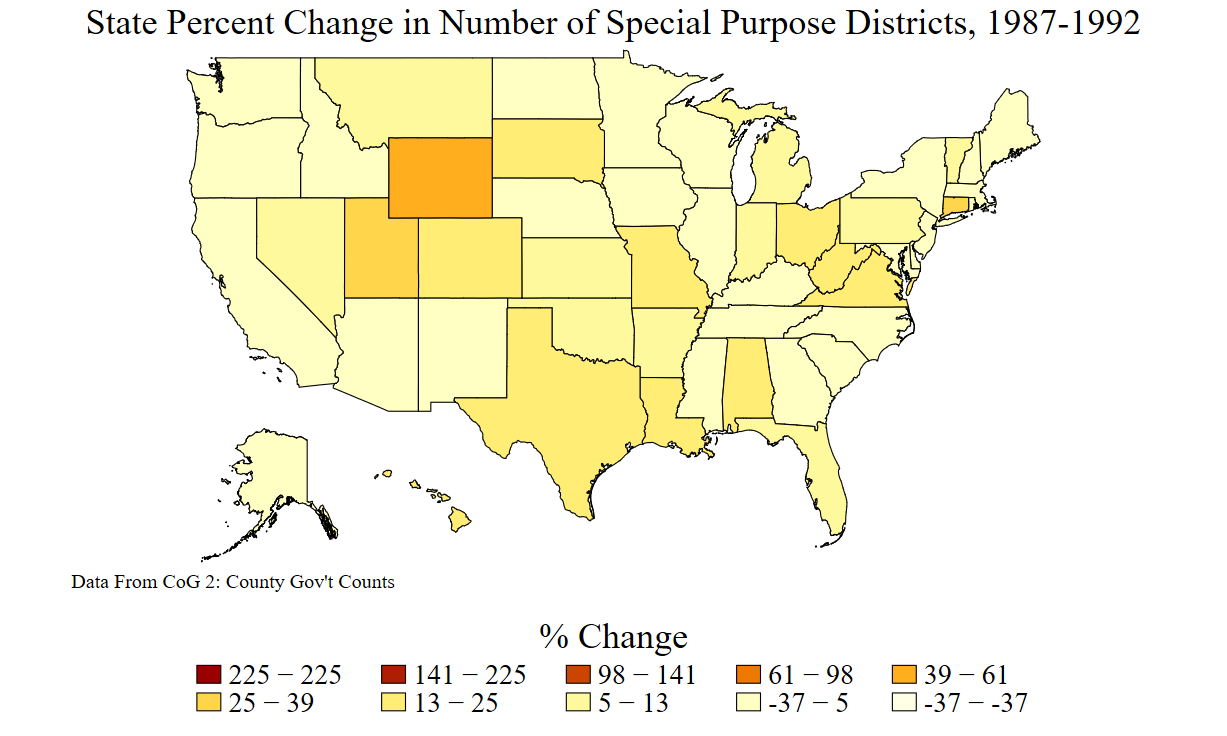 State Percent Change in Number of Special Purpose Districts, 1987-1992
Data From CoG 2: County Gov't Counts
% Change
225 − 225 141 − 225 98 − 141 61 − 98 39 − 61
25 − 39 13 − 25 5 − 13 -37 − 5 -37 − -37